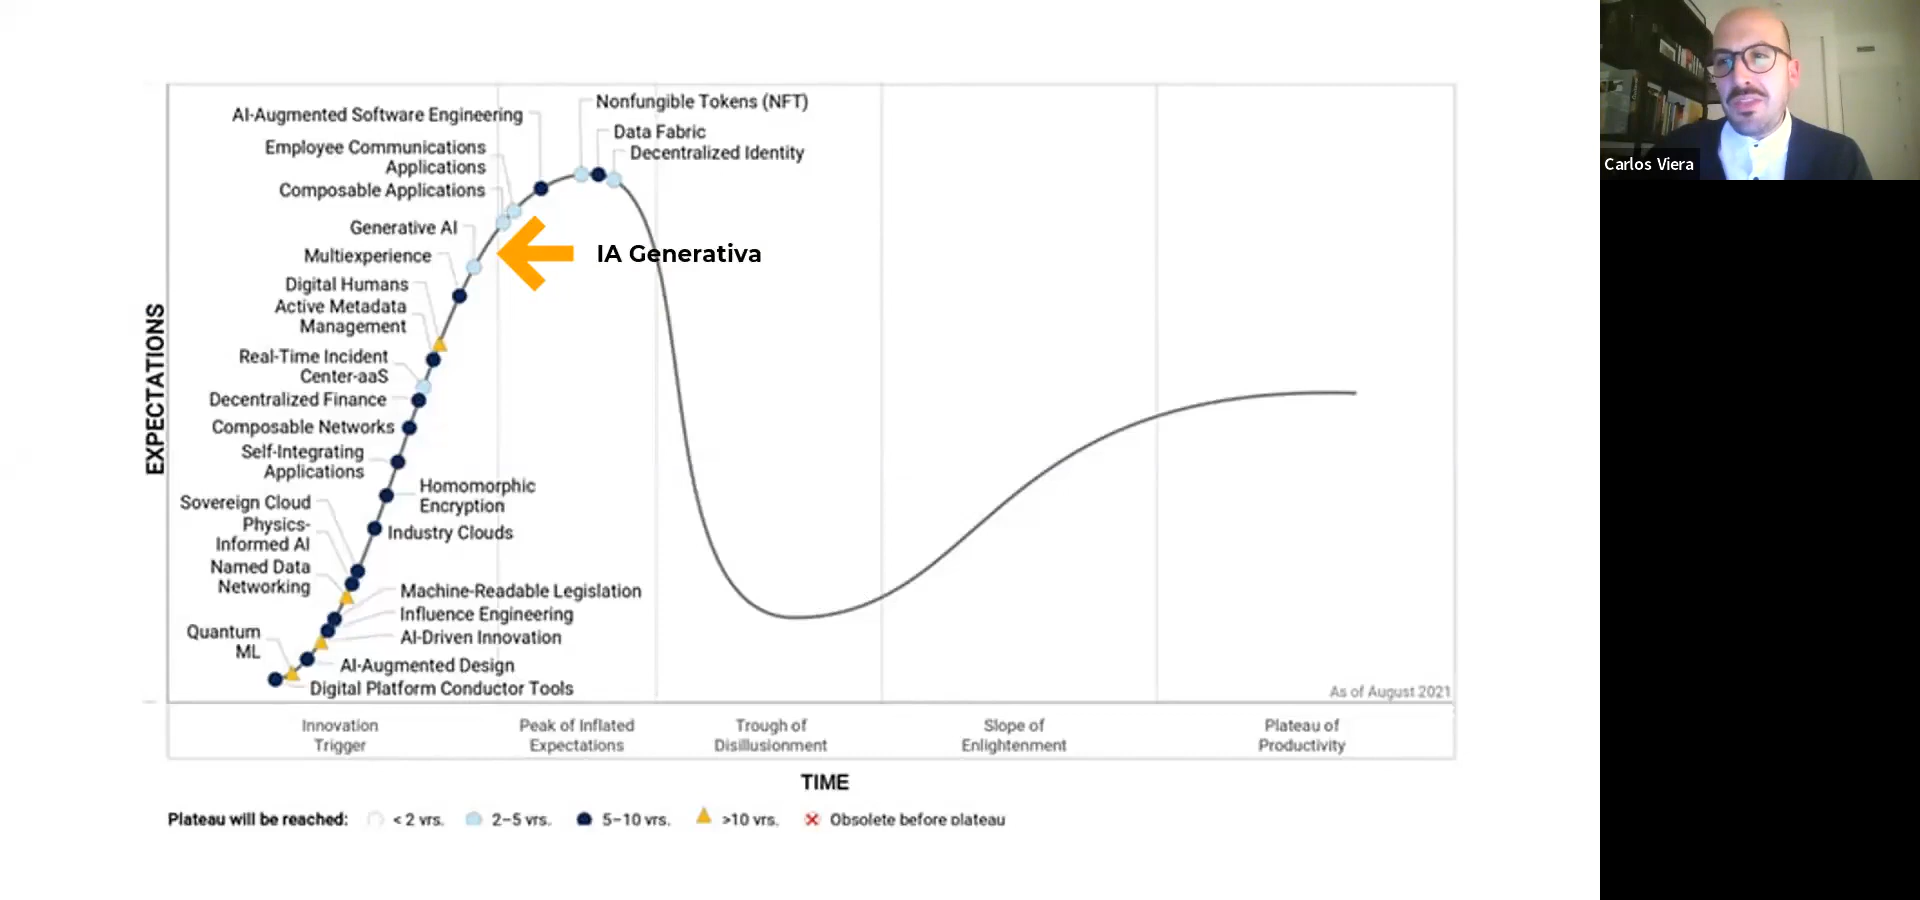 Nonfungible Tokens (NFT)
AI-Augmented Software Engineering
Data Fabric
Employee Communications
Applications
Decentralized Identity
Composable Applications
Generative AI
IA Generativa
Multiexperience
Digital Humans
Active Metadata
Management
Real-Time Incident
Center-aaS
Decentralized Finance
Composable Networks
Self-Integrating
Applications
Homomorphic
Encryption
Sovereign Cloud
Physics-
Informed AI
Industry Clouds
Named Data
Networking
Machine-Readable Legislation
Influence Engineering
Quantum
ML
AI-Driven Innovation
AI-Augmented Design
Digital Platform Conductor Tools
EXPECTATIONS
As of August 2021
Innovation
Trigger
Peak of Inflated
Expectations
Trough of
Disillusionment
Slope of
Enlightenment
Plateau of
Productivity
TIME
Plateau will be reached: < 2 yrs. 2–5 yrs. 5–10 yrs. >10 yrs. Obsolete before plateau
Carlos Viera